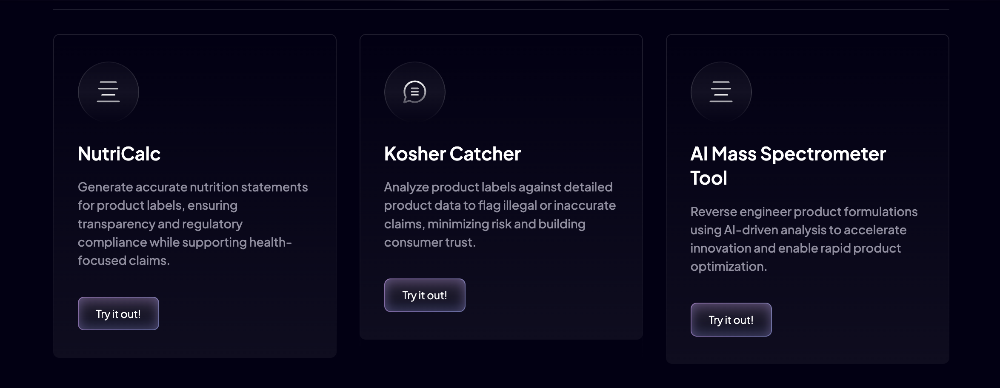 NutriCalc
Generate accurate nutrition statements
for product labels, ensuring
transparency and regulatory
compliance while supporting health-
focused claims.
Try it out!
Kosher Catcher
Analyze product labels against detailed
product data to flag illegal or inaccurate
claims, minimizing risk and building
consumer trust.
Try it out!
AI Mass Spectrometer
Tool
Reverse engineer product formulations
using AI-driven analysis to accelerate
innovation and enable rapid product
optimization.
Try it out!